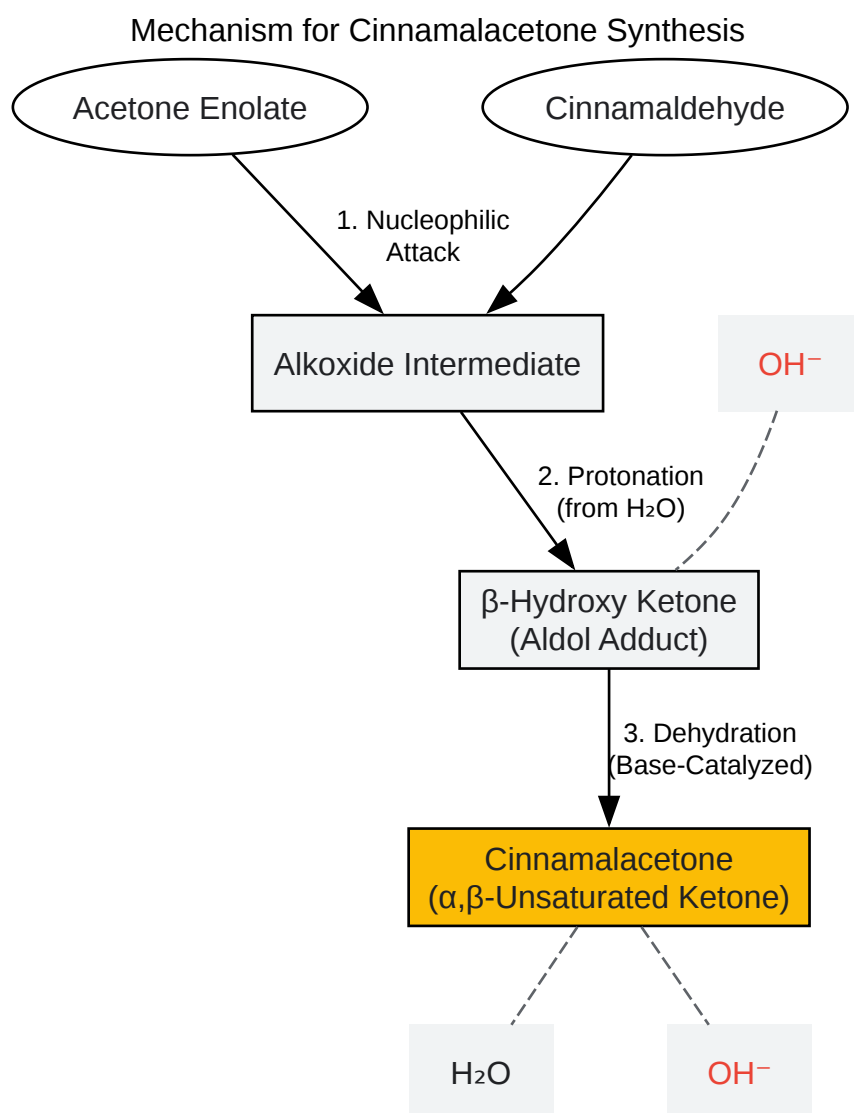 Mechanism for Cinnamalacetone Synthesis
Acetone Enolate
Cinnamaldehyde
1. Nucleophilic
Attack
Alkoxide Intermediate
OH⁻
2. Protonation
(from H₂O)
β-Hydroxy Ketone
(Aldol Adduct)
3. Dehydration
(Base-Catalyzed)
Cinnamalacetone
(α,β-Unsaturated Ketone)
H₂O
OH⁻